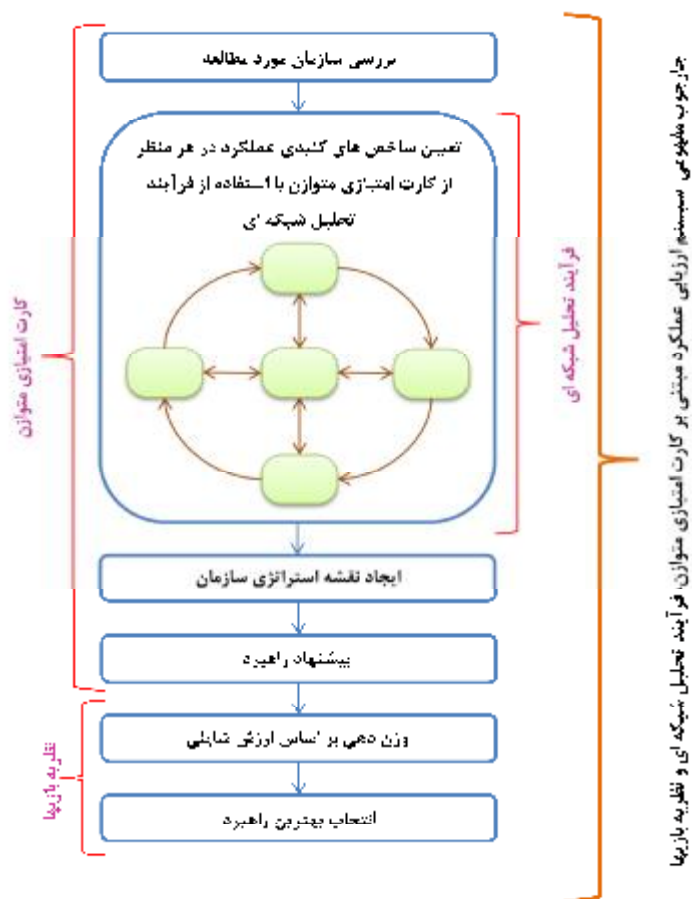 بررسی سازمان مورد مطالعه
تعیین شاخص های کلیدی عملکرد در هر منظر
از کارت امتیازی متوازن با استفاده از فرآیند
تحلیل شبکه ای
ایجاد نقشه استراتژی سازمان
پیشنهاد راهبرد
وزن دهی بر اساس ارزش شاپلی
انتخاب بهترین راهبرد
کارت امتیازی متوازن
نظریه بازیها
فرآیند تحلیل شبکه ای
چارچوب مفهومی سیستم ارزیابی عملکرد مبتنی بر کارت امتیازی متوازن، فرآیند تحلیل شبکه ای و نظریه بازیها